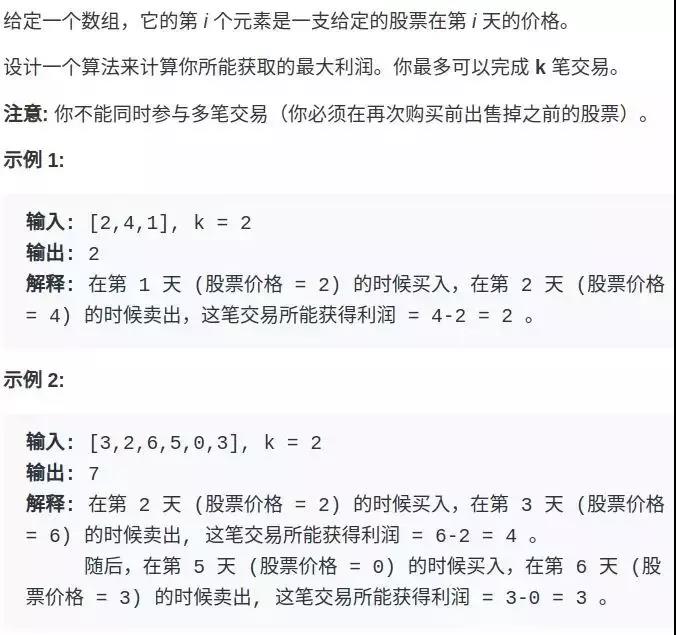 给定一个数组，它的第 i 个元素是一支给定的股票在第 i 天的价格。
设计一个算法来计算你所能获取的最大利润。你最多可以完成 k 笔交易。
注意: 你不能同时参与多笔交易（你必须在再次购买前出售掉之前的股票）。
示例 1:
输入: [2,4,1], k = 2
输出: 2
解释: 在第 1 天 (股票价格 = 2) 的时候买入，在第 2 天 (股票价格
= 4) 的时候卖出，这笔交易所能获得利润 = 4-2 = 2 。
示例 2:
输入: [3,2,6,5,0,3], k = 2
输出: 7
解释: 在第 2 天 (股票价格 = 2) 的时候买入，在第 3 天 (股票价格
= 6) 的时候卖出, 这笔交易所能获得利润 = 6-2 = 4 。
随后，在第 5 天 (股票价格 = 0) 的时候买入，在第 6 天 (股
票价格 = 3) 的时候卖出, 这笔交易所能获得利润 = 3-0 = 3 。